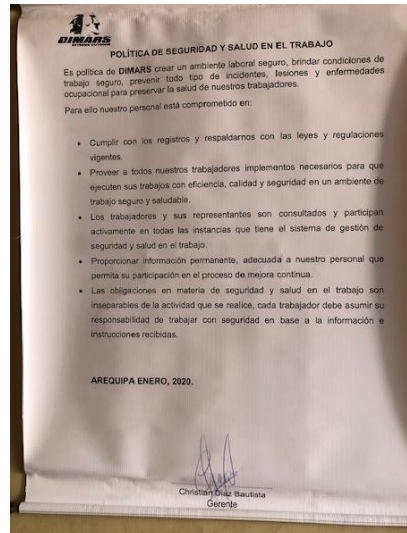 DIMARS
POLÍTICA DE SEGURIDAD Y SALUD EN EL TRABAJO
Es política de DIMARS crear un ambiente laboral seguro, brindar condiciones de
trabajo seguro, prevenir todo tipo de incidentes, lesiones y enfermedades
ocupacional para preservar la salud de nuestros trabajadores.
Para ello nuestro personal está comprometido en:
• Cumplir con los registros y respaldarnos con las leyes y regulaciones
vigentes.
• Proveer a todos nuestros trabajadores implementos necesarios para que
ejecuten sus trabajos con eficiencia, calidad y seguridad en un ambiente de
trabajo seguro y saludable.
• Los trabajadores y sus representantes son consultados y participan
activamente en todas las instancias que tiene el sistema de gestión de
seguridad y salud en el trabajo.
• Proporcionar información permanente, adecuada a nuestro personal que
permita su participación en el proceso de mejora continua.
• Las obligaciones en materia de seguridad y salud en el trabajo son
inseparables de la actividad que se realice, cada trabajador debe asumir su
responsabilidad de trabajar con seguridad en base a la información e
instrucciones recibidas.
AREQUIPA ENERO, 2020.
Christian Díaz Bautista
Gerente